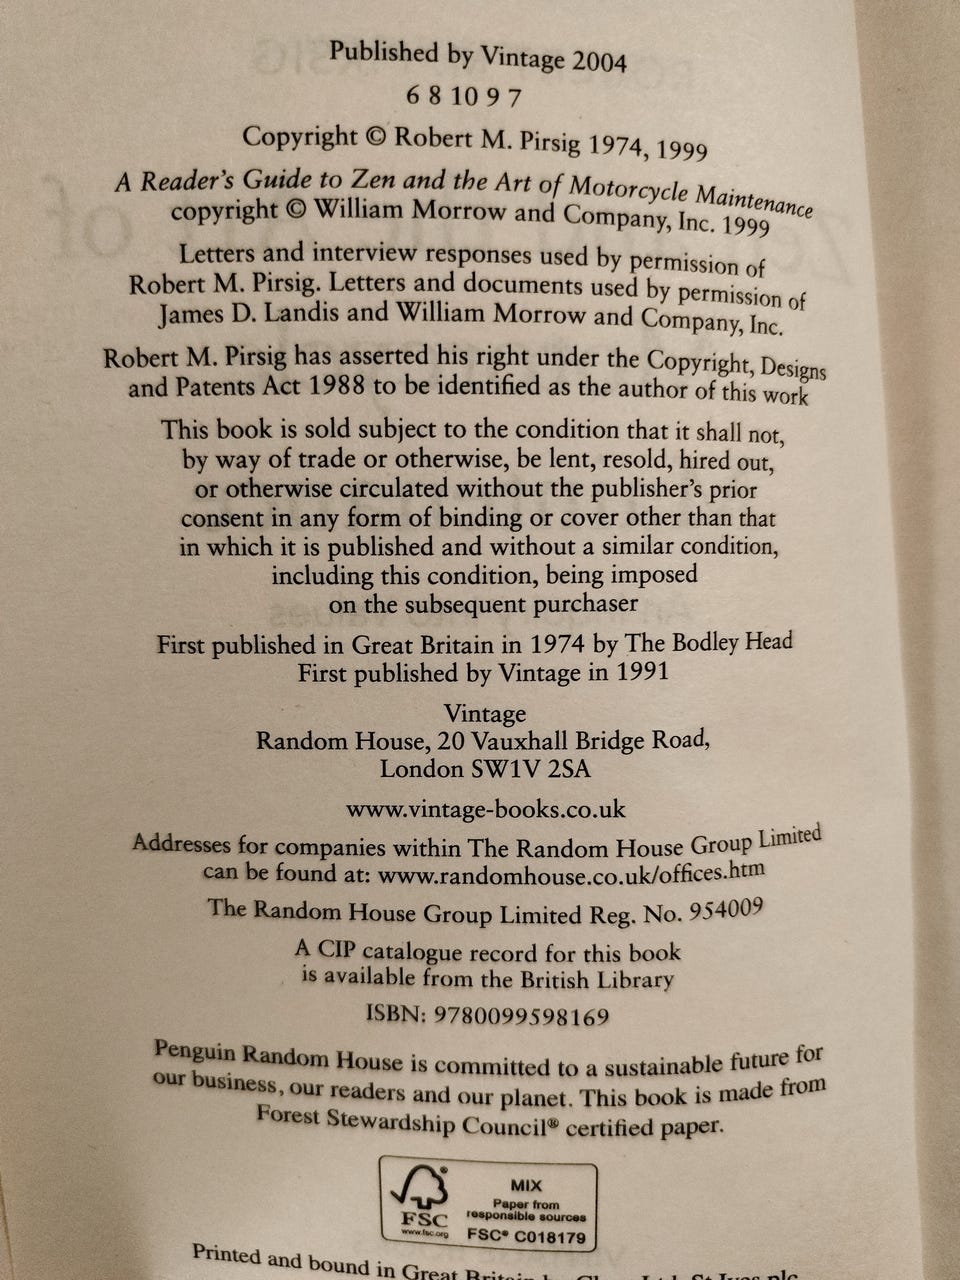 Published by Vintage 2004
6 8 10 9 7
Copyright © Robert M. Pirsig 1974, 1999
A Reader's Guide to Zen and the Art of Motorcycle Maintenance
copyright © William Morrow and Company, Inc. 1999
Letters and interview responses used by permission of
Robert M. Pirsig. Letters and documents used by permission of
James D. Landis and William Morrow and Company, Inc.
Robert M. Pirsig has asserted his right under the Copyright, Designs
and Patents Act 1988 to be identified as the author of this work
This book is sold subject to the condition that it shall not,
by way of trade or otherwise, be lent, resold, hired out,
or otherwise circulated without the publisher's prior
consent in any form of binding or cover other than that
in which it is published and without a similar condition,
including this condition, being imposed
on the subsequent purchaser
First published in Great Britain in 1974 by The Bodley Head
First published by Vintage in 1991
Vintage
Random House, 20 Vauxhall Bridge Road,
London SW1V 2SA
www.vintage-books.co.uk
Addresses for companies within The Random House Group Limited
can be found at: www.randomhouse.co.uk/offices.htm
The Random House Group Limited Reg. No. 954009
A CIP catalogue record for this book
is available from the British Library
ISBN: 9780099598169
Penguin Random House is committed to a sustainable future for
our business, our readers and our planet. This book is made from
Forest Stewardship Council® certified paper.
MIX
Paper from
responsible sources
FSC® C018179
FSC
www.fsc.org
Printed and bound in Great Britain by St Ives plc